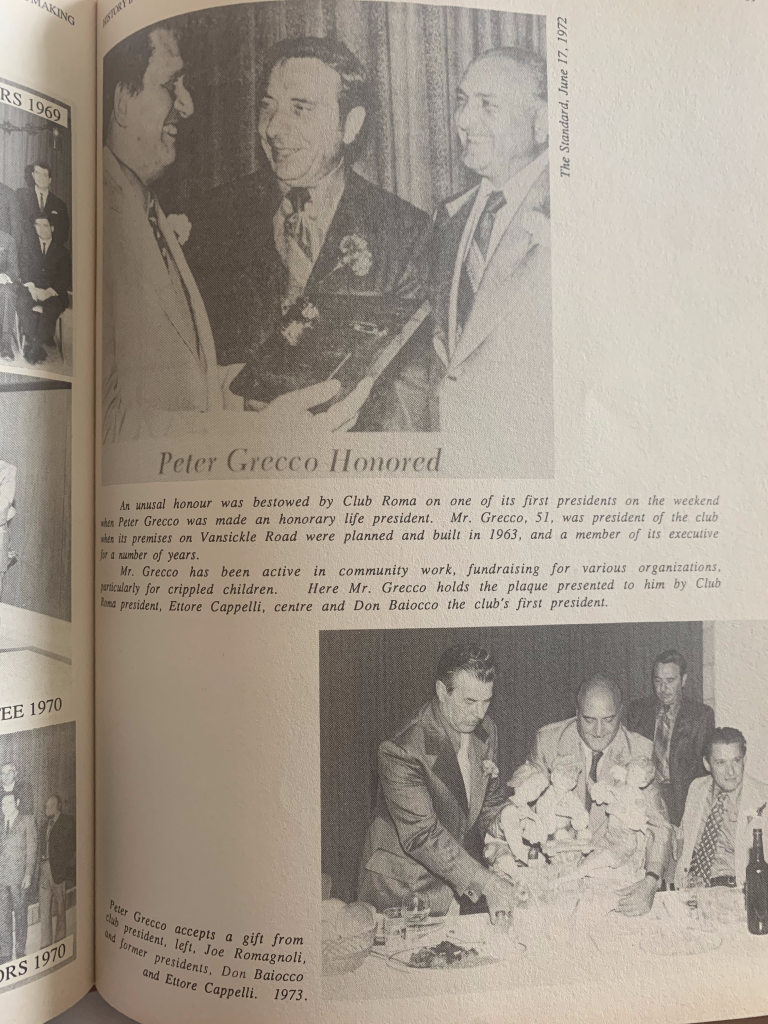 MAKING
RS 1969
EE 1970
ORS 1970
HISTORY
The Standard, June 17, 1972
Peter Grecco Honored
An unusal honour was bestowed by Club Roma on one of its first presidents on the weekend
when Peter Grecco was made an honorary life president. Mr. Grecco, 51, was president of the club
when its premises on Vansickle Road were planned and built in 1963, and a member of its executive
for a number of years.
Mr. Grecco has been active in community work, fundraising for various organizations,
particularly for crippled children. Here Mr. Grecco holds the plaque presented to him by Club
Roma president, Ettore Cappelli, centre and Don Baiocco the club's first president.
Peter Grecco accepts a gift from
club president, left, Joe Romagnoli,
and former presidents, Don Baiocco
and Ettore Cappelli. 1973.